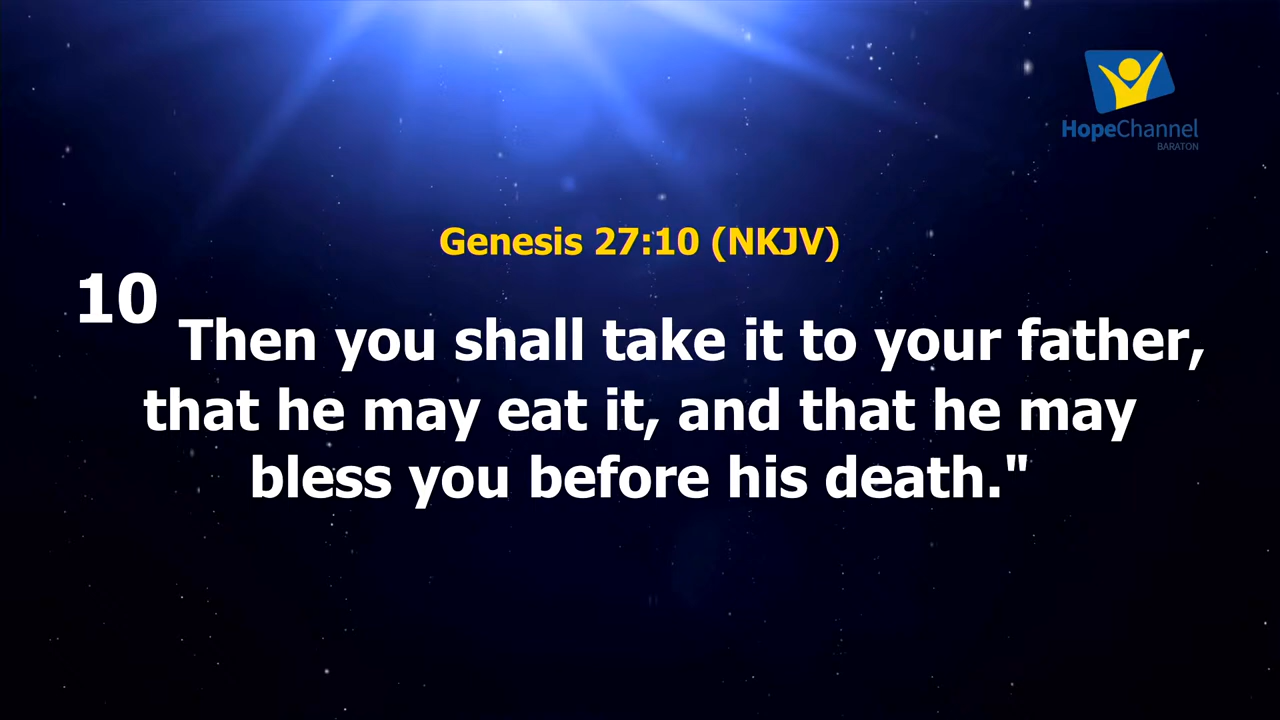 HopeChannel
BARATON
Genesis 27:10 (NKJV)
10 Then you shall take it to your father,
that he may eat it, and that he may
bless you before his death."